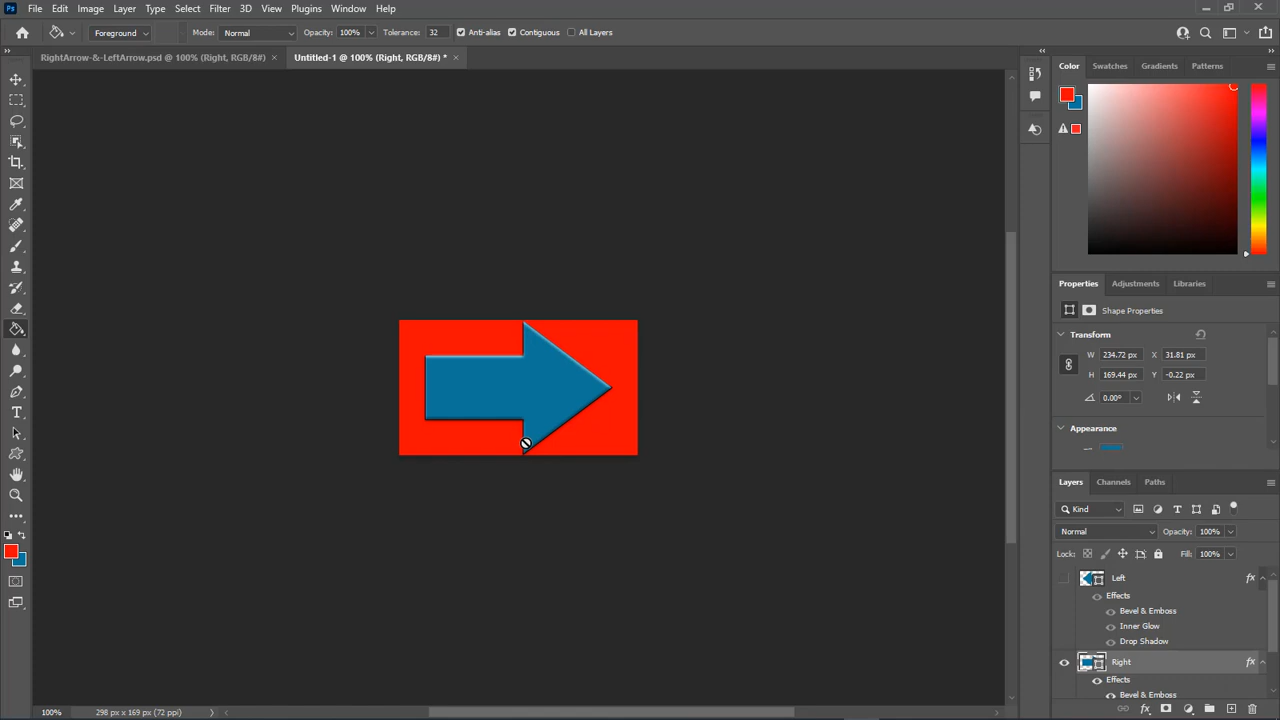 Ps File Edit Image Layer Type Select Filter 3D View Plugins Window Help
Foreground Mode: Normal Opacity: 100% Tolerance: 32 Anti-alias Contiguous All Layers
RightArrow-&-LeftArrow.psd @ 100% (Right, RGB/8#) × Untitled-1 @ 100% (Right, RGB/8#) * ×
Color Swatches Gradients Patterns
Properties Adjustments Libraries
Shape Properties
Transform
W 234.72 px X 31.81 px
H 169.44 px Y -0.22 px
0.00°
Appearance
Layers Channels Paths
Kind
Normal Opacity: 100%
Lock: Fill: 100%
Left fx
Effects
Bevel & Emboss
Inner Glow
Drop Shadow
Right fx
Effects
Bevel & Emboss
100% 298 px x 169 px (72 ppi) fx